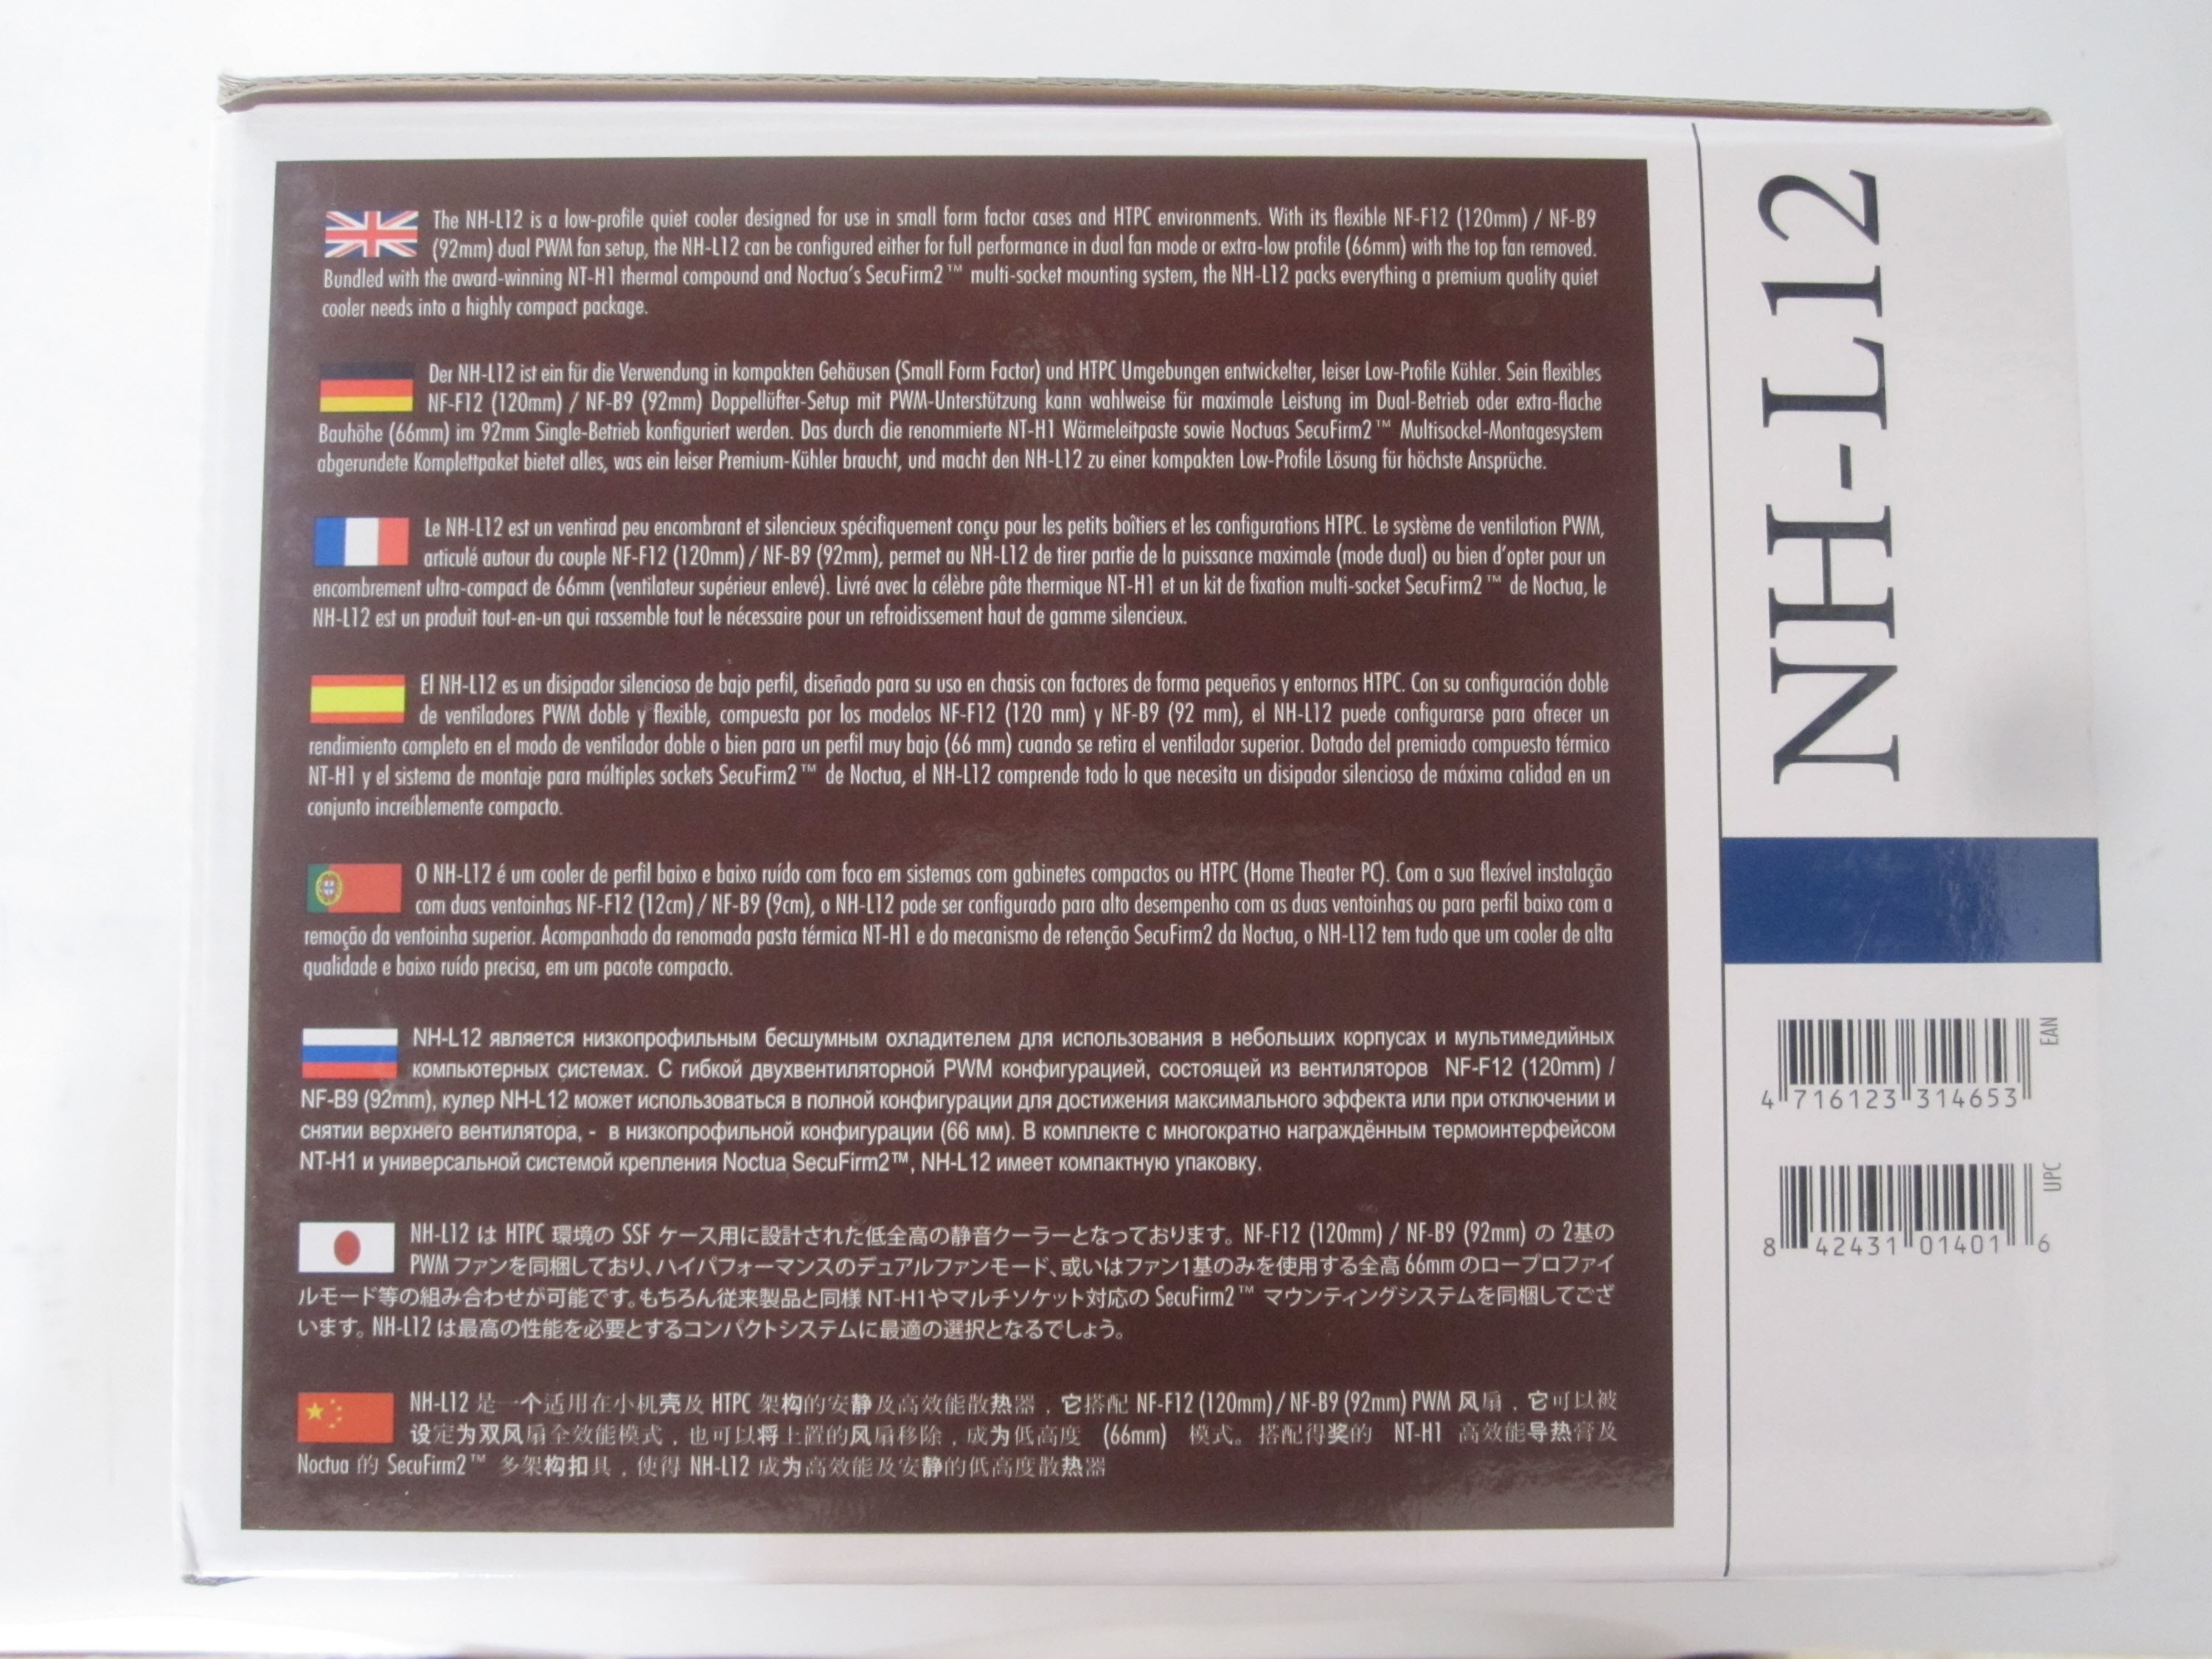 The NH-L12 is a low-profile quiet cooler designed for use in small form factor cases and HTPC environments. With its flexible NF-F12 (120mm) / NF-B9
(92mm) dual PWM fan setup, the NH-L12 can be configured either for full performance in dual fan mode or extra-low profile (66mm) with the top fan removed.
Bundled with the award-winning NT-H1 thermal compound and Noctua's SecuFirm2™ multi-socket mounting system, the NH-L12 packs everything a premium quality quiet
cooler needs into a highly compact package.
Der NH-L12 ist ein für die Verwendung in kompakten Gehäusen (Small Form Factor) und HTPC Umgebungen entwickelter, leiser Low-Profile Kühler. Sein flexibles
NF-F12 (120mm) / NF-B9 (92mm) Doppellüfter-Setup mit PWM-Unterstützung kann wahlweise für maximale Leistung im Dual-Betrieb oder extra-flache
Bauhöhe (66mm) im 92mm Single-Betrieb konfiguriert werden. Das durch die renommierte NT-H1 Wärmeleitpaste sowie Noctuas SecuFirm2™ Multisockel-Montagesystem
abgerundete Komplettpaket bietet alles, was ein leiser Premium-Kühler braucht, und macht den NH-L12 zu einer kompakten Low-Profile Lösung für höchste Ansprüche.
Le NH-L12 est un ventirad peu encombrant et silencieux spécifiquement conçu pour les petits boîtiers et les configurations HTPC. Le système de ventilation PWM,
articulé autour du couple NF-F12 (120mm) / NF-B9 (92mm), permet au NH-L12 de tirer partie de la puissance maximale (mode dual) ou bien d'opter pour un
encombrement ultra-compact de 66mm (ventilateur supérieur enlevé). Livré avec la célèbre pâte thermique NT-H1 et un kit de fixation multi-socket SecuFirm2™ de Noctua, le
NH-L12 est un produit tout-en-un qui rassemble tout le nécessaire pour un refroidissement haut de gamme silencieux.
El NH-L12 es un disipador silencioso de bajo perfil, diseñado para su uso en chasis con factores de forma pequeños y entornos HTPC. Con su configuración doble
de ventiladores PWM doble y flexible, compuesta por los modelos NF-F12 (120 mm) y NF-B9 (92 mm), el NH-L12 puede configurarse para ofrecer un
rendimiento completo en el modo de ventilador doble o bien para un perfil muy bajo (66 mm) cuando se retira el ventilador superior. Dotado del premiado compuesto térmico
NT-H1 y el sistema de montaje para múltiples sockets SecuFirm2™ de Noctua, el NH-L12 comprende todo lo que necesita un disipador silencioso de máxima calidad en un
conjunto increíblemente compacto.
O NH-L12 é um cooler de perfil baixo e baixo ruído com foco em sistemas com gabinetes compactos ou HTPC (Home Theater PC). Com a sua flexível instalação
com duas ventoinhas NF-F12 (12cm) / NF-B9 (9cm), o NH-L12 pode ser configurado para alto desempenho com as duas ventoinhas ou para perfil baixo com a
remoção da ventoinha superior. Acompanhado da renomada pasta térmica NT-H1 e do mecanismo de retenção SecuFirm2 da Noctua, o NH-L12 tem tudo que um cooler de alta
qualidade e baixo ruído precisa, em um pacote compacto.
NH-L12 является низкопрофильным бесшумным охладителем для использования в небольших корпусах и мультимедийных
компьютерных системах. С гибкой двухвентиляторной PWM конфигурацией, состоящей из вентиляторов NF-F12 (120mm) /
NF-B9 (92mm), кулер NH-L12 может использоваться в полной конфигурации для достижения максимального эффекта или при отключении и
снятии верхнего вентилятора, - в низкопрофильной конфигурации (66 мм). В комплекте с многократно награждённым термоинтерфейсом
NT-H1 и универсальной системой крепления Noctua SecuFirm2™, NH-L12 имеет компактную упаковку.
NH-L12 は HTPC 環境の SSF ケース用に設計された低全高の静音クーラーとなっております。NF-F12 (120mm) / NF-B9 (92mm) の 2基の
PWM ファンを同梱しており、ハイパフォーマンスのデュアルファンモード、或いはファン1基のみを使用する全高 66mm のロープロファイ
ルモード等の組み合わせが可能です。もちろん従来製品と同様 NT-H1やマルチソケット対応の SecuFirm2™ マウンティングシステムを同梱してござ
います。NH-L12 は最高の性能を必要とするコンパクトシステムに最適の選択となるでしょう。
NH-L12 是一个适用在小机壳及 HTPC 架构的安静及高效能散热器，它搭配 NF-F12 (120mm) / NF-B9 (92mm) PWM 风扇，它可以被
设定为双风扇全效能模式，也可以将上置的风扇移除，成为低高度 (66mm) 模式。搭配得奖的 NT-H1 高效能导热膏及
Noctua 的 SecuFirm2™ 多架构扣具，使得 NH-L12 成为高效能及安静的低高度散热器
NH-L12
EAN
4 716123 314653
UPC
8 42431 01401 6